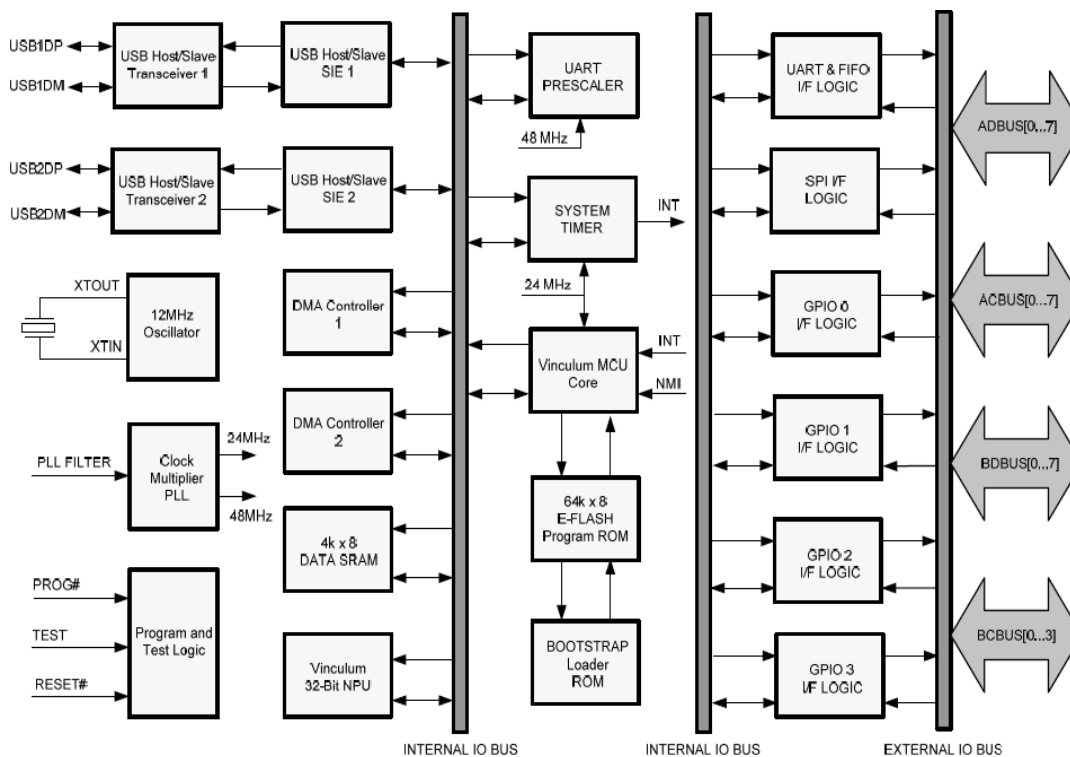 USB1DP
USB1DM
USB Host/Slave
Transceiver 1
USB Host/Slave
SIE 1
UART
PRESCALER
48 MHz
UART & FIFO
I/F LOGIC
ADBUS[0...7]
USB2DP
USB2DM
USB Host/Slave
Transceiver 2
USB Host/Slave
SIE 2
SYSTEM
TIMER
INT
24 MHz
SPI I/F
LOGIC
XTOUT
XTIN
12MHz
Oscillator
DMA Controller
1
Vinculum MCU
Core
INT
NMI
GPIO 0
I/F LOGIC
ACBUS[0...7]
PLL FILTER
Clock
Multiplier
PLL
24MHz
48MHz
DMA Controller
2
64k x 8
E-FLASH
Program ROM
GPIO 1
I/F LOGIC
BDBUS[0...7]
4k x 8
DATA SRAM
GPIO 2
I/F LOGIC
PROG#
TEST
RESET#
Program and
Test Logic
Vinculum
32-Bit NPU
BOOTSTRAP
Loader
ROM
GPIO 3
I/F LOGIC
BCBUS[0...3]
INTERNAL IO BUS
INTERNAL IO BUS
EXTERNAL IO BUS